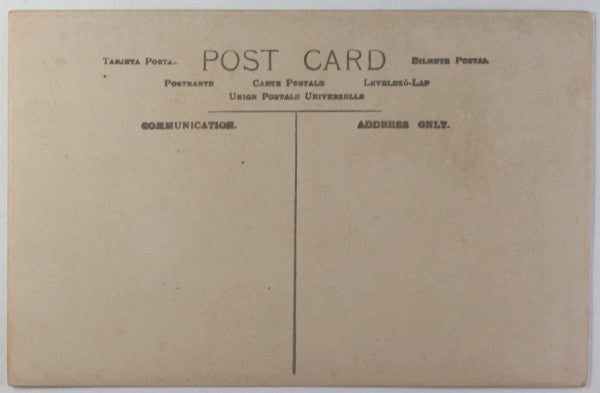 Tarjeta Postal POST CARD Bilhete Postal
Postkarte Carte Postale Levelezö-Lap
Union Postale Universelle
COMMUNICATION. ADDRESS ONLY.